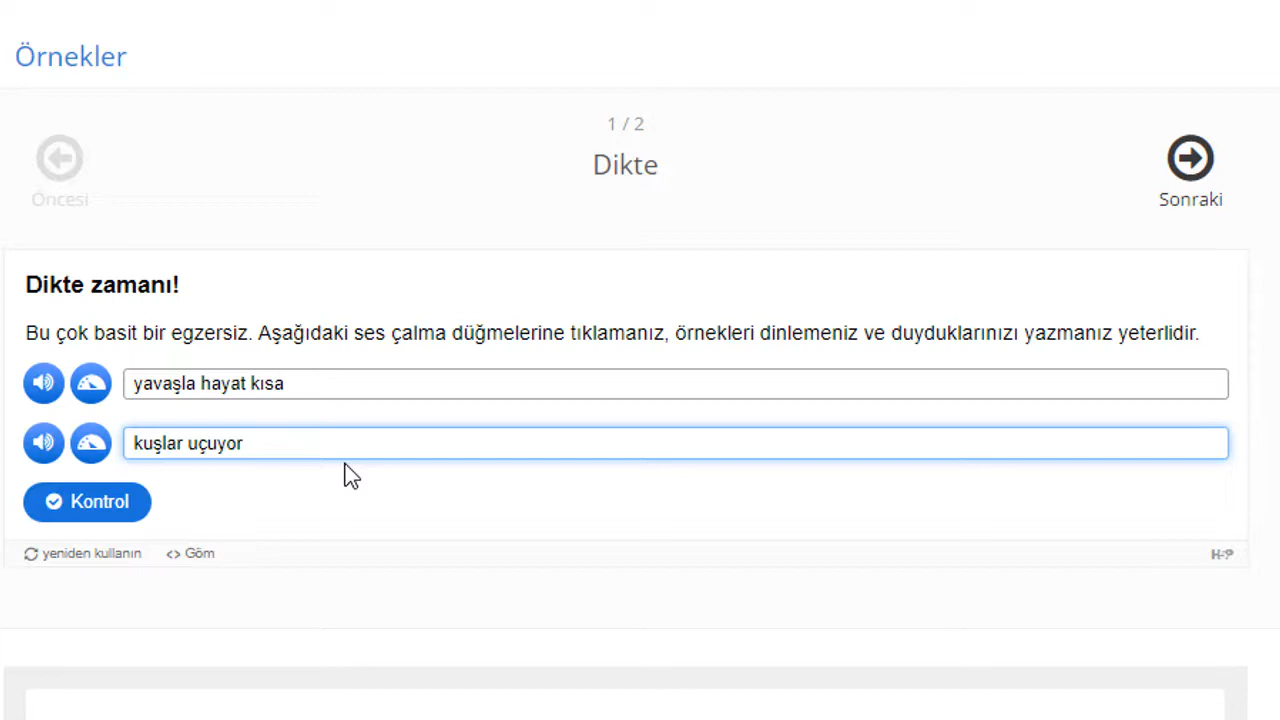 Örnekler
1 / 2
Dikte
Öncesi
Sonraki
Dikte zamanı!
Bu çok basit bir egzersiz. Aşağıdaki ses çalma düğmelerine tıklamanız, örnekleri dinlemeniz ve duyduklarınızı yazmanız yeterlidir.
yavaşla hayat kısa
kuşlar uçuyor
Kontrol
yeniden kullanın <> Göm H-P